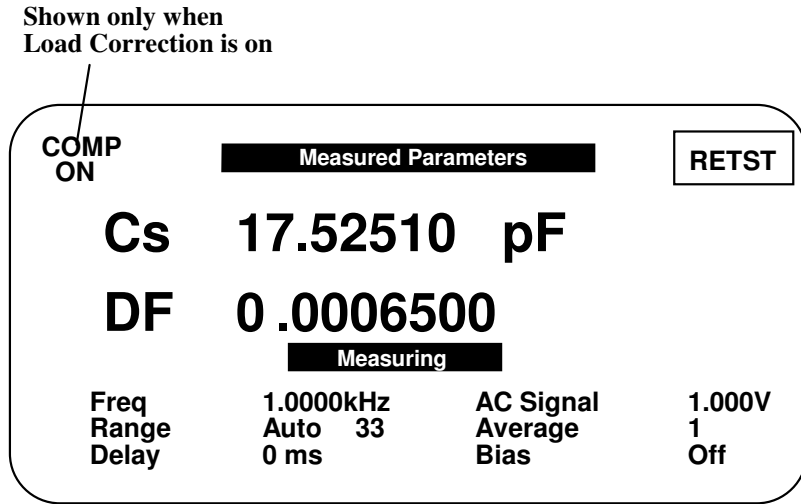 Shown only when
Load Correction is on
COMP
ON
Measured Parameters
RETST
Cs 17.52510 pF
DF 0.0006500
Measuring
Freq 1.0000kHz AC Signal 1.000V
Range Auto 33 Average 1
Delay 0 ms Bias Off